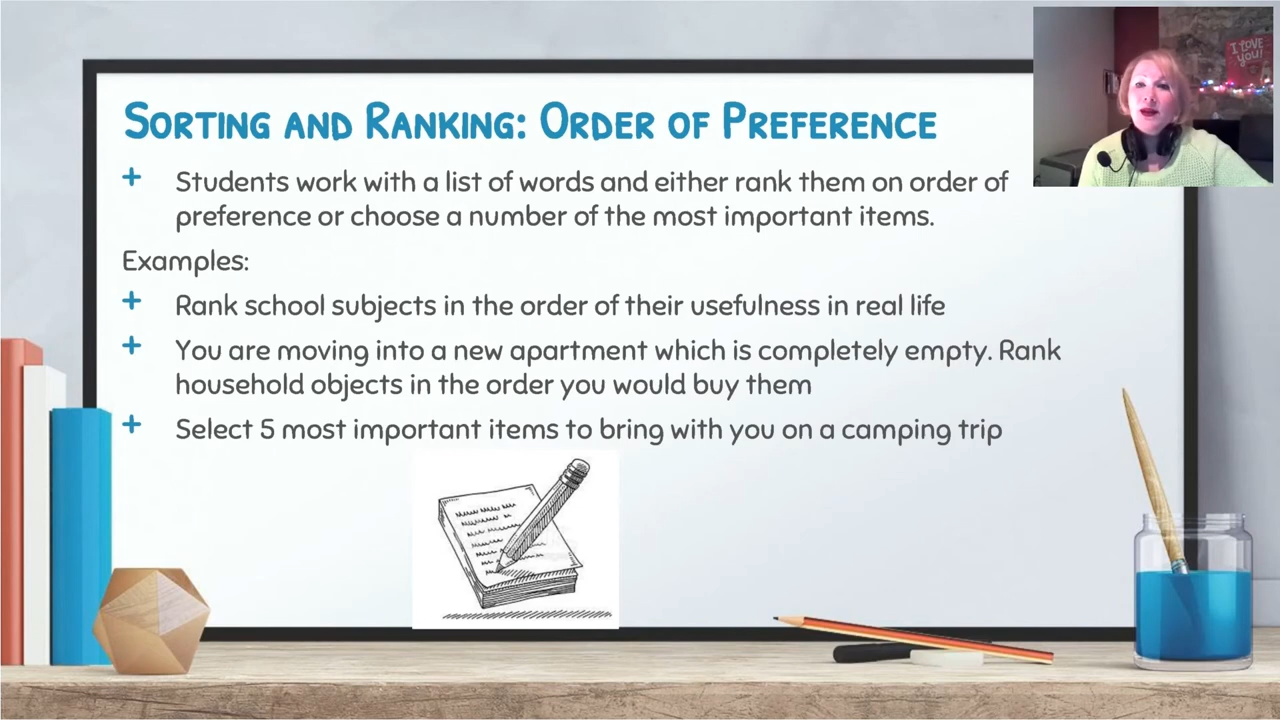 Sorting and Ranking: Order of Preference
I love you!
+ Students work with a list of words and either rank them on order of
preference or choose a number of the most important items.
Examples:
+ Rank school subjects in the order of their usefulness in real life
+ You are moving into a new apartment which is completely empty. Rank
household objects in the order you would buy them
+ Select 5 most important items to bring with you on a camping trip